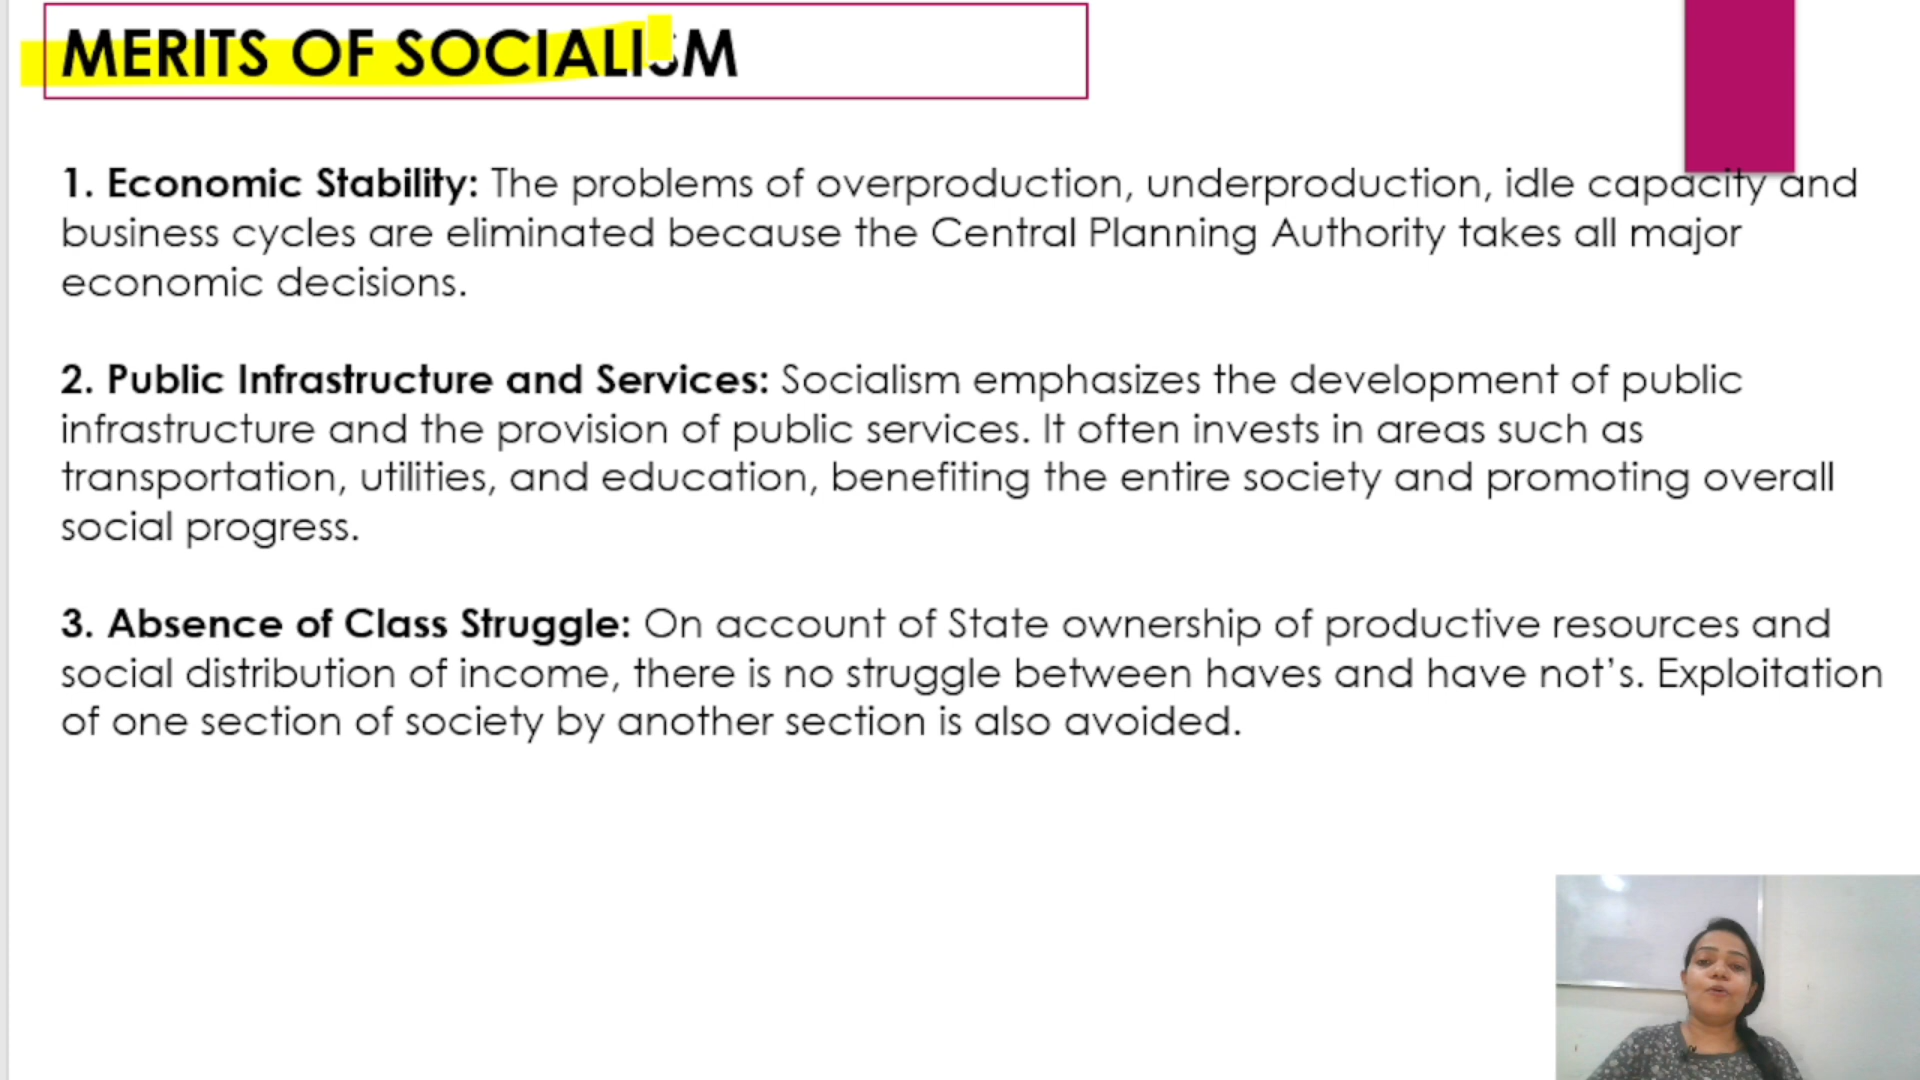 MERITS OF SOCIALISM
1. Economic Stability: The problems of overproduction, underproduction, idle capacity and
business cycles are eliminated because the Central Planning Authority takes all major
economic decisions.
2. Public Infrastructure and Services: Socialism emphasizes the development of public
infrastructure and the provision of public services. It often invests in areas such as
transportation, utilities, and education, benefiting the entire society and promoting overall
social progress.
3. Absence of Class Struggle: On account of State ownership of productive resources and
social distribution of income, there is no struggle between haves and have not’s. Exploitation
of one section of society by another section is also avoided.